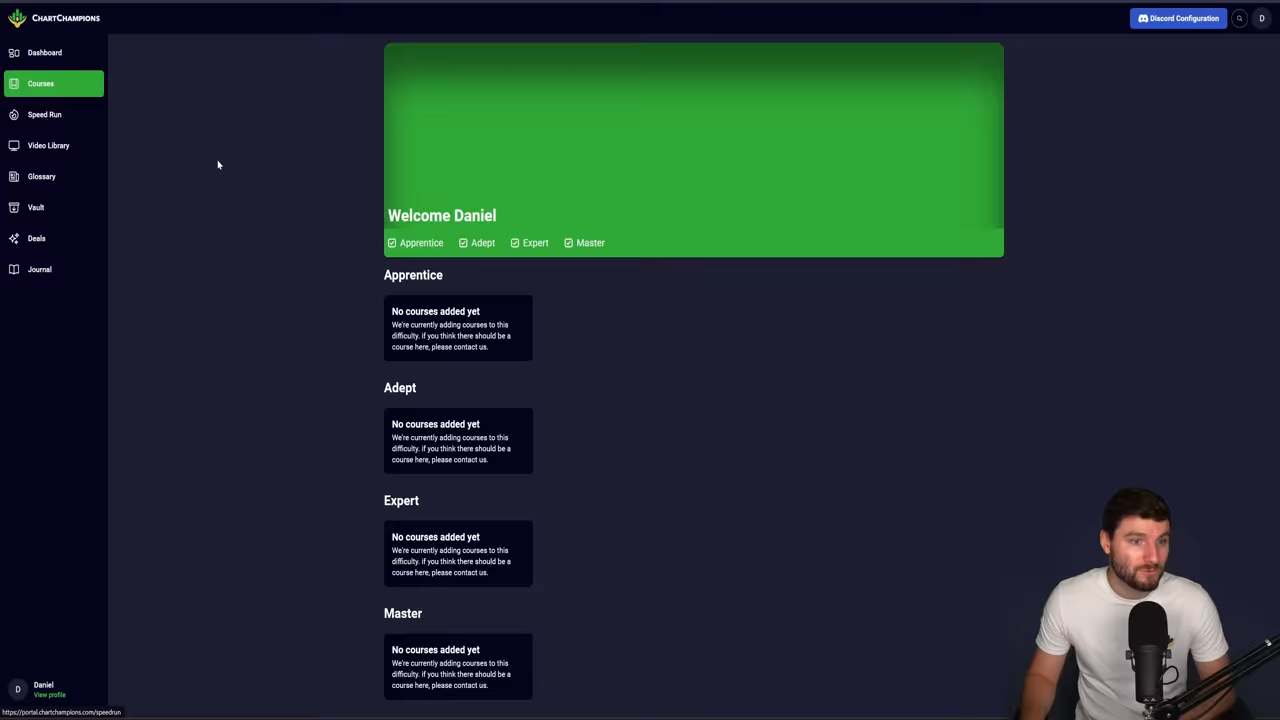 CHARTCHAMPIONS
Discord Configuration
D
Dashboard
Courses
Speed Run
Video Library
Glossary
Vault
Deals
Journal
Welcome Daniel
Apprentice
Adept
Expert
Master
Apprentice
No courses added yet
We're currently adding courses to this
difficulty. if you think there should be a
course here, please contact us.
Adept
No courses added yet
We're currently adding courses to this
difficulty. if you think there should be a
course here, please contact us.
Expert
No courses added yet
We're currently adding courses to this
difficulty. if you think there should be a
course here, please contact us.
Master
No courses added yet
We're currently adding courses to this
difficulty. if you think there should be a
course here, please contact us.
D
Daniel
View profile
https://portal.chartchampions.com/speedrun